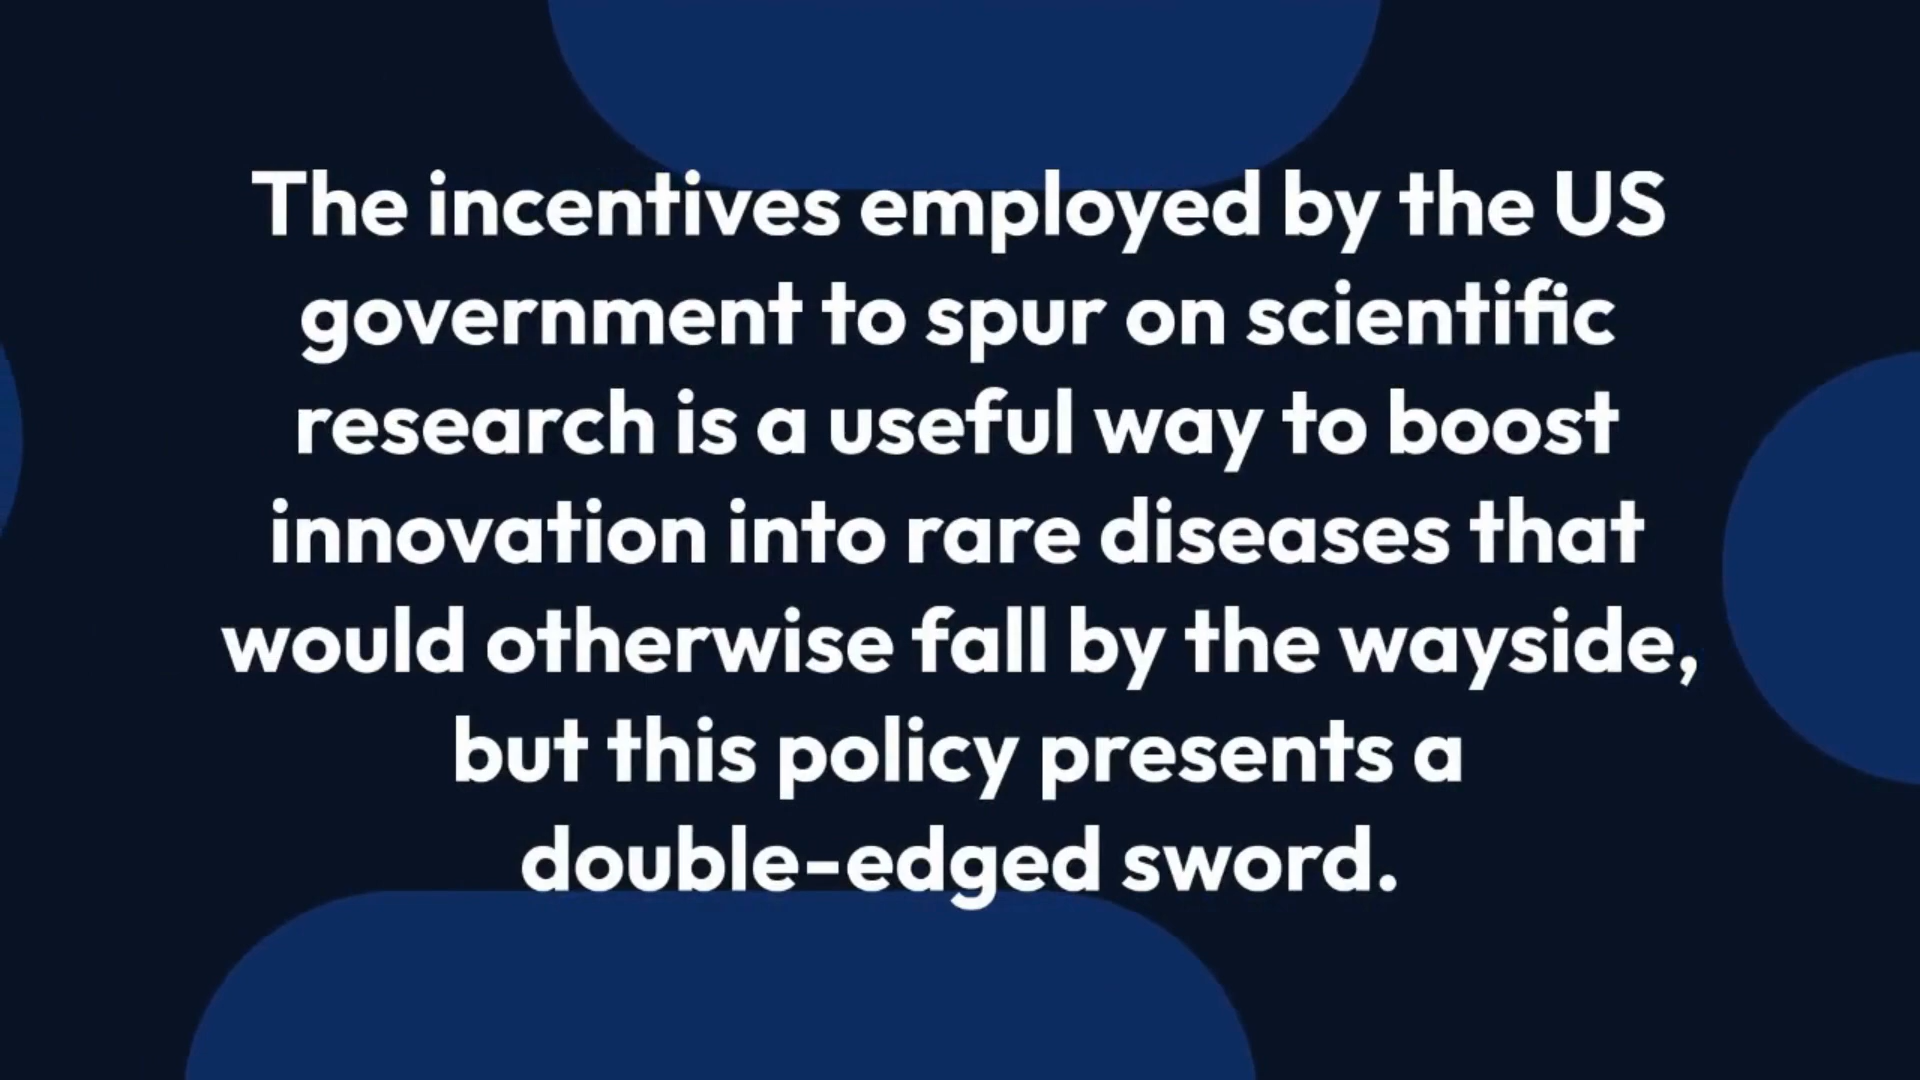 The incentives employed by the US
government to spur on scientific
research is a useful way to boost
innovation into rare diseases that
would otherwise fall by the wayside,
but this policy presents a
double-edged sword.